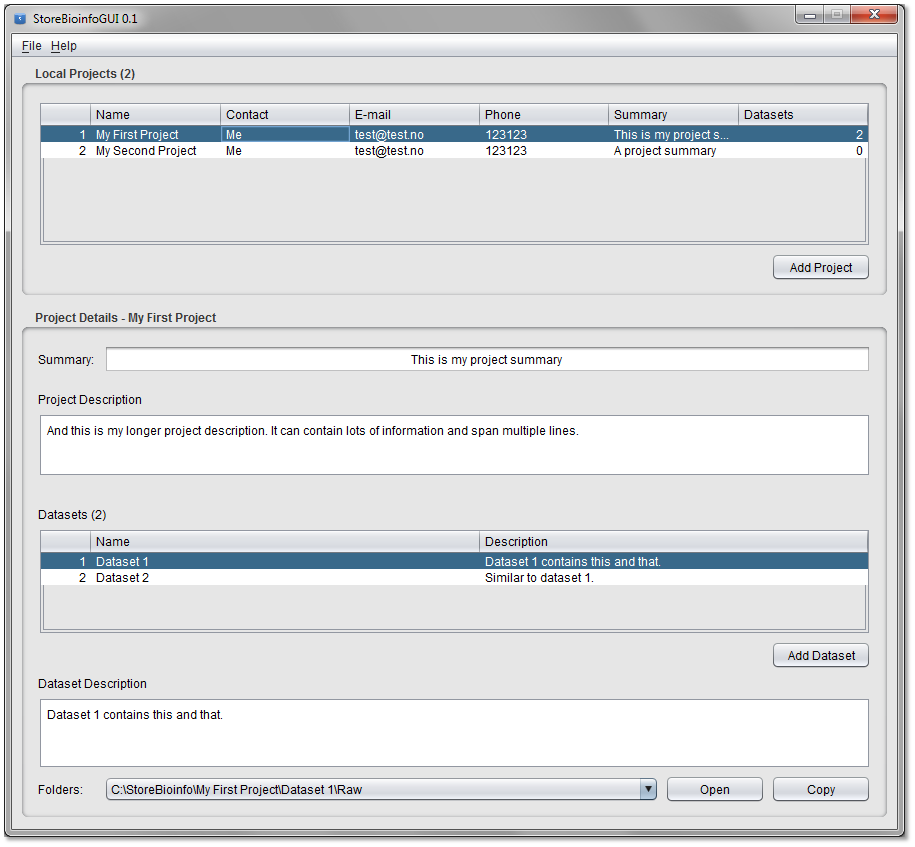 StoreBioinfoGUI 0.1
File Help
Local Projects (2)
Name Contact E-mail Phone Summary Datasets
1 My First Project Me test@test.no 123123 This is my project s... 2
2 My Second Project Me test@test.no 123123 A project summary 0
Add Project
Project Details - My First Project
Summary: This is my project summary
Project Description
And this is my longer project description. It can contain lots of information and span multiple lines.
Datasets (2)
Name Description
1 Dataset 1 Dataset 1 contains this and that.
2 Dataset 2 Similar to dataset 1.
Add Dataset
Dataset Description
Dataset 1 contains this and that.
Folders: C:\StoreBioinfo\My First Project\Dataset 1\Raw Open Copy